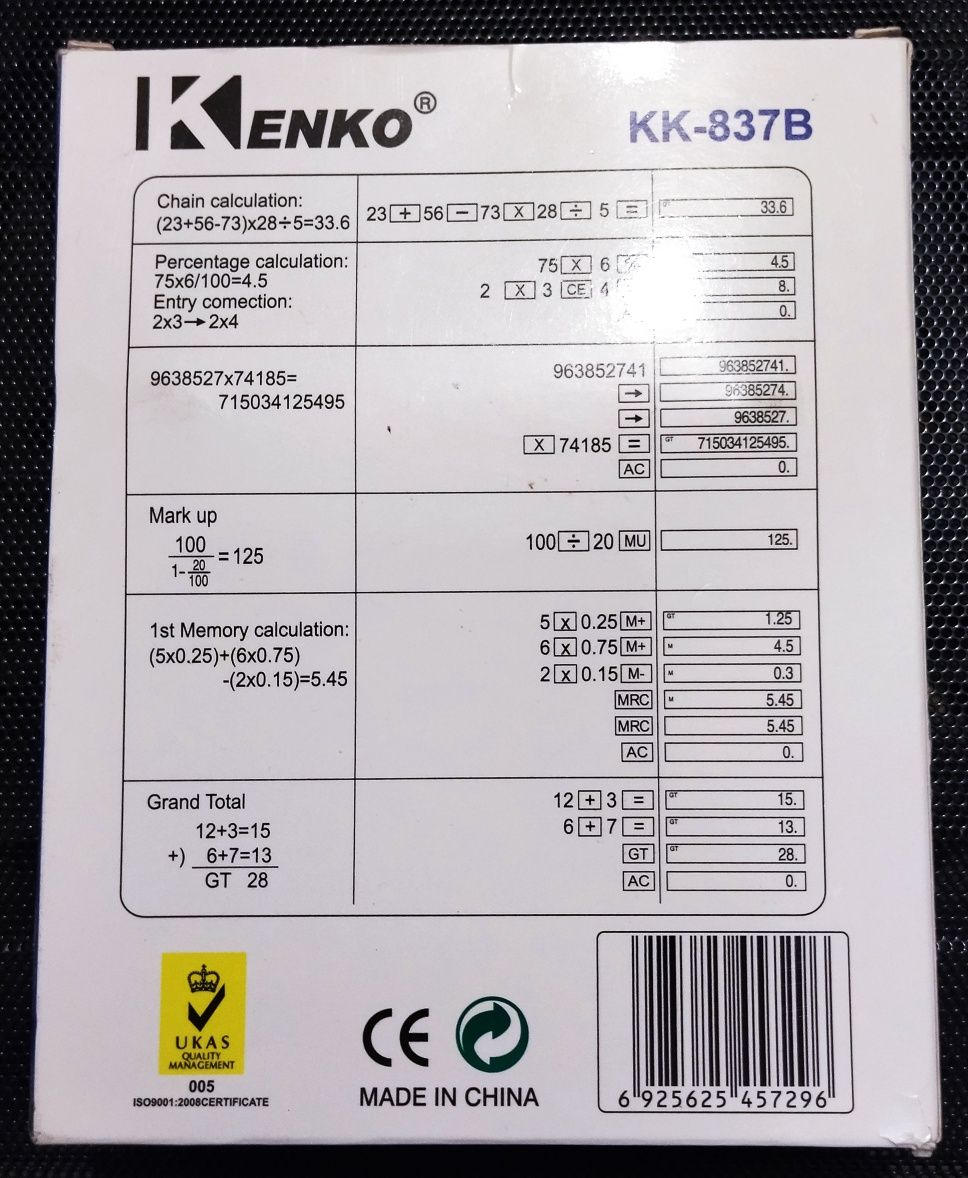 KENKO®
KK-837B
Chain calculation:
(23+56-73)x28÷5=33.6
23 + 56 − 73 X 28 ÷ 5 =
33.6
Percentage calculation:
75x6/100=4.5
Entry comection:
2x3→2x4
75 X 6 %
4.5
2 X 3 CE 4
8.
0.
9638527x74185=
715034125495
963852741
963852741.
→
96385274.
→
9638527.
X 74185 =
GT 715034125495.
AC
0.
Mark up
100
1-20/100
=125
100 ÷ 20 MU
125.
1st Memory calculation:
(5x0.25)+(6x0.75)
-(2x0.15)=5.45
5 x 0.25 M+
GT 1.25
6 x 0.75 M+
M 4.5
2 x 0.15 M-
M 0.3
MRC
M 5.45
MRC
5.45
AC
0.
Grand Total
12+3=15
+) 6+7=13
GT 28
12 + 3 =
GT 15.
6 + 7 =
GT 13.
GT
GT 28.
AC
0.
UKAS
QUALITY
MANAGEMENT
005
ISO9001:2008CERTIFICATE
CE
MADE IN CHINA
6 925625 457296